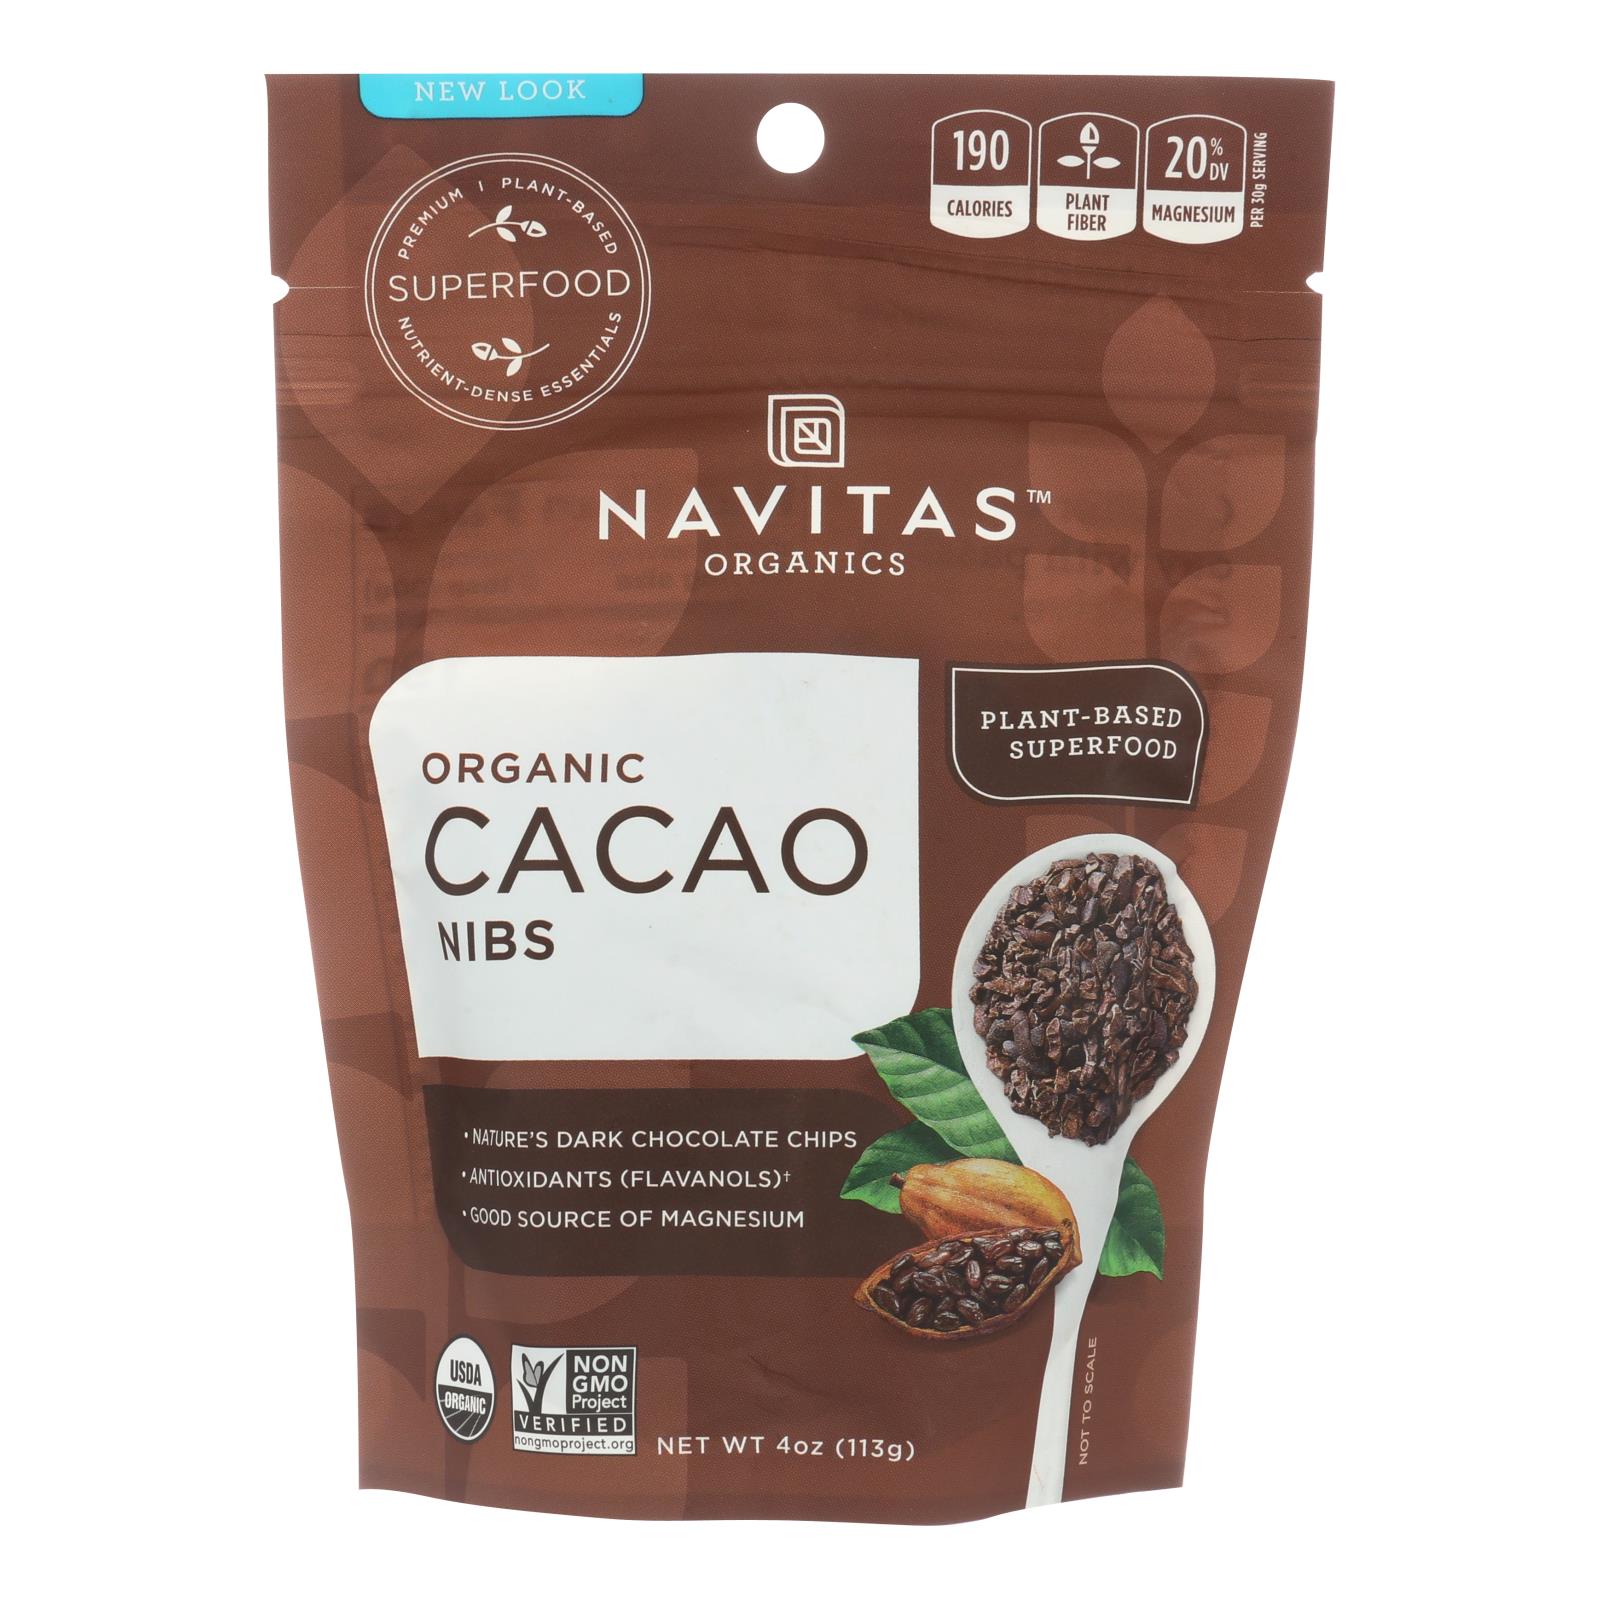 NEW LOOK
PREMIUM | PLANT-BASED
SUPERFOOD
NUTRIENT-DENSE ESSENTIALS
190
CALORIES
PLANT
FIBER
20% DV
MAGNESIUM
PER 30g SERVING
NAVITAS™
ORGANICS
PLANT-BASED
SUPERFOOD
ORGANIC
CACAO
NIBS
• NATURE'S DARK CHOCOLATE CHIPS
• ANTIOXIDANTS (FLAVANOLS)†
• GOOD SOURCE OF MAGNESIUM
USDA
ORGANIC
NON
GMO
Project
VERIFIED
nongmoproject.org
NET WT 4oz (113g)
NOT TO SCALE